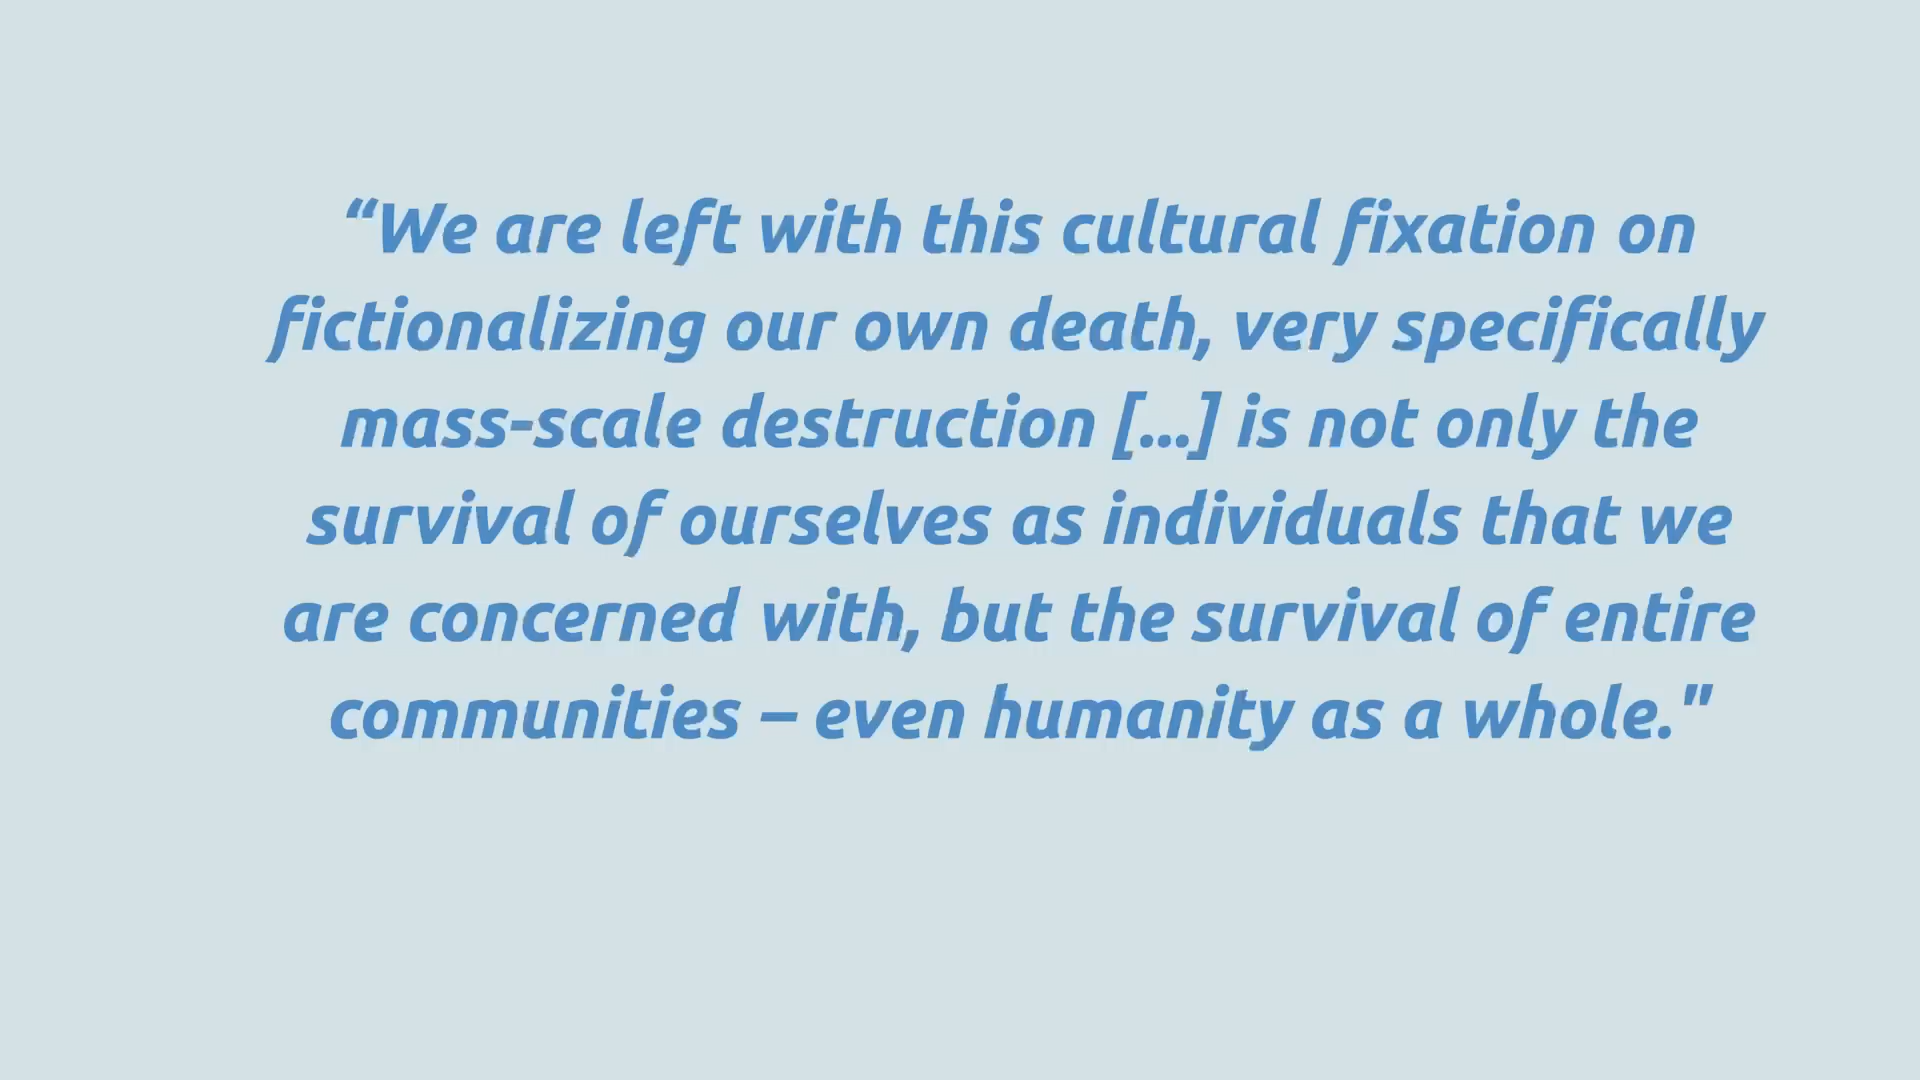 “We are left with this cultural fixation on
fictionalizing our own death, very specifically
mass-scale destruction [...] is not only the
survival of ourselves as individuals that we
are concerned with, but the survival of entire
communities – even humanity as a whole."